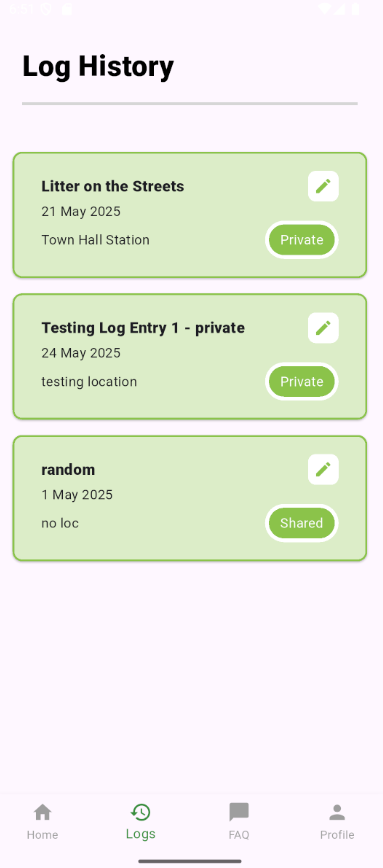 Log History
Litter on the Streets
21 May 2025
Town Hall Station
Private
Testing Log Entry 1 - private
24 May 2025
testing location
Private
random
1 May 2025
no loc
Shared
Home
Logs
FAQ
Profile